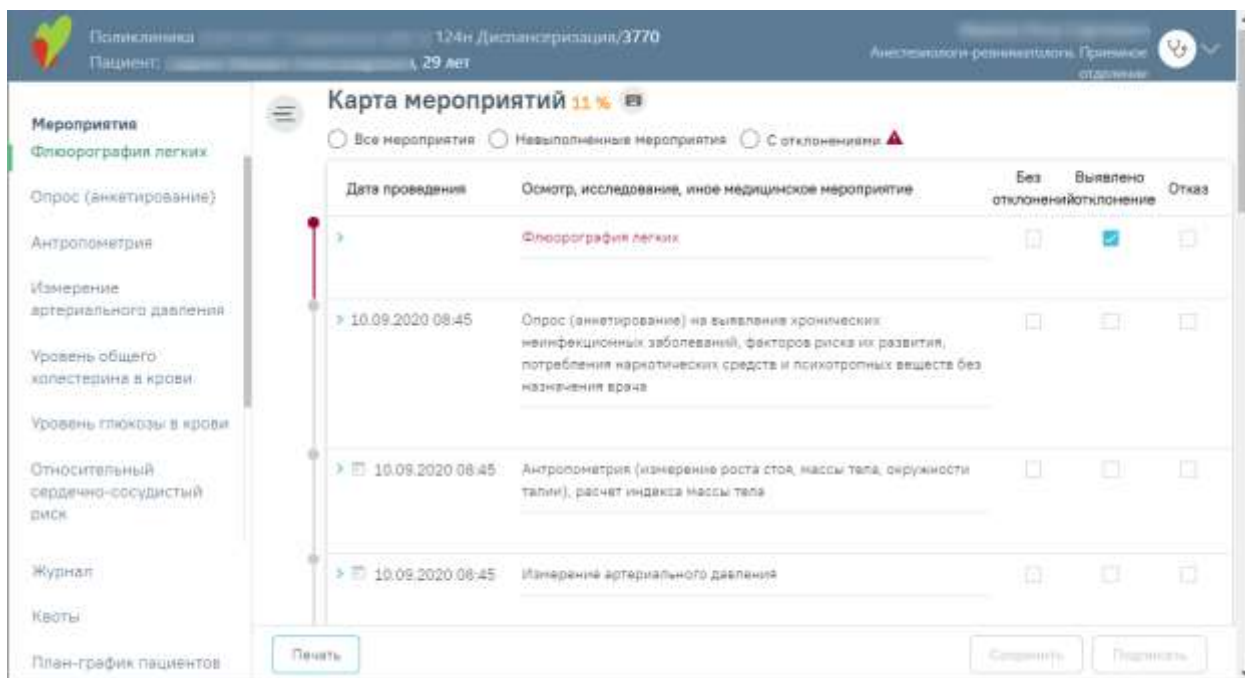 Поликлиника 124н Диспансеризация/3770
Пациент: , 29 лет
Анестезиологи-реаниматологи. Приемное
отделение
Мероприятия
Флюорография легких
Опрос (анкетирование)
Антропометрия
Измерение
артериального давления
Уровень общего
холестерина в крови
Уровень глюкозы в крови
Относительный
сердечно-сосудистый
риск
Журнал
Квоты
План-график пациентов
Карта мероприятий 11 %
Все мероприятия Невыполненные мероприятия С отклонениями
Дата проведения Осмотр, исследование, иное медицинское мероприятие Без отклонений Выявлено отклонение Отказ
Флюорография легких
10.09.2020 08:45 Опрос (анкетирование) на выявление хронических
неинфекционных заболеваний, факторов риска их развития,
потребления наркотических средств и психотропных веществ без
назначения врача
10.09.2020 08:45 Антропометрия (измерение роста стоя, массы тела, окружности
талии), расчет индекса массы тела
10.09.2020 08:45 Измерение артериального давления
Печать Сохранить Подписать